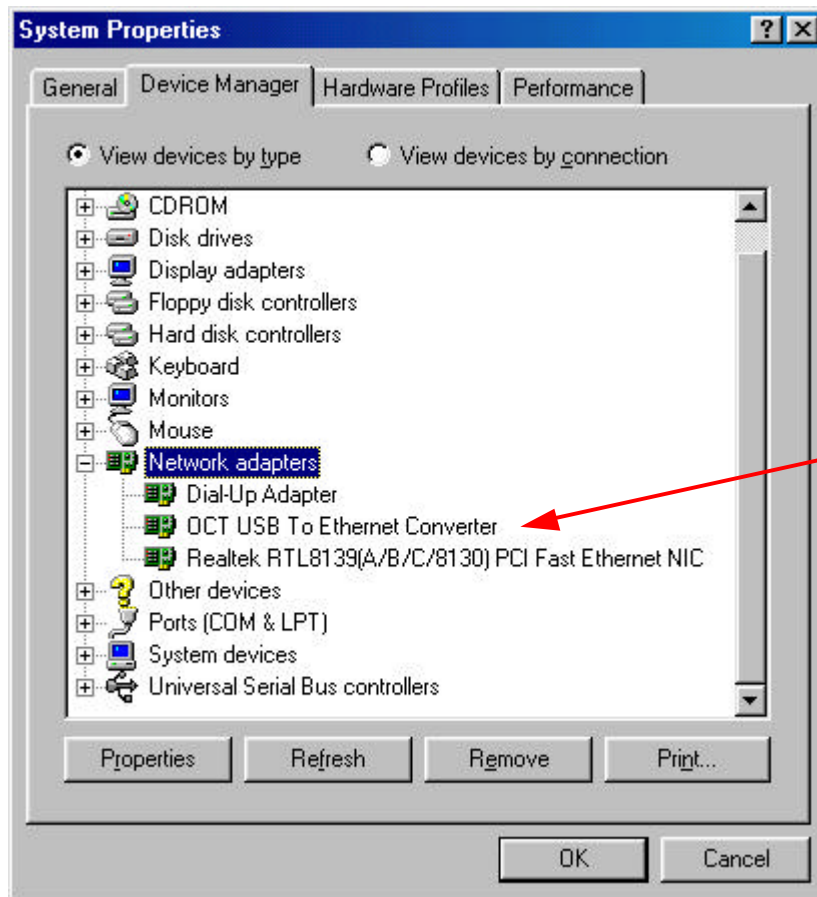 System Properties
General Device Manager Hardware Profiles Performance
View devices by type View devices by connection
CDROM
Disk drives
Display adapters
Floppy disk controllers
Hard disk controllers
Keyboard
Monitors
Mouse
Network adapters
Dial-Up Adapter
OCT USB To Ethernet Converter
Realtek RTL8139(A/B/C/8130) PCI Fast Ethernet NIC
Other devices
Ports (COM & LPT)
System devices
Universal Serial Bus controllers
Properties Refresh Remove Print...
OK Cancel